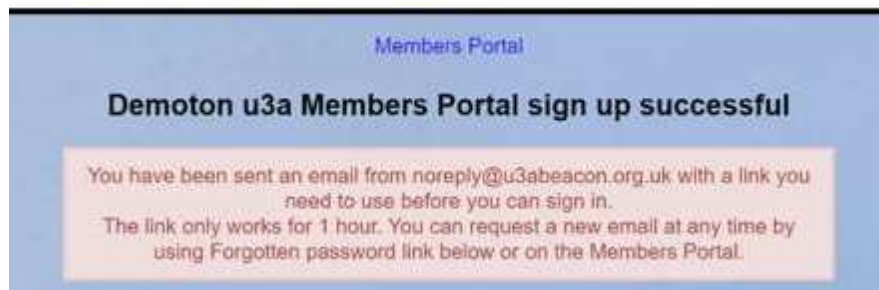 Members Portal
Demoton u3a Members Portal sign up successful
You have been sent an email from noreply@u3abeacon.org.uk with a link you
need to use before you can sign in.
The link only works for 1 hour. You can request a new email at any time by
using Forgotten password link below or on the Members Portal.